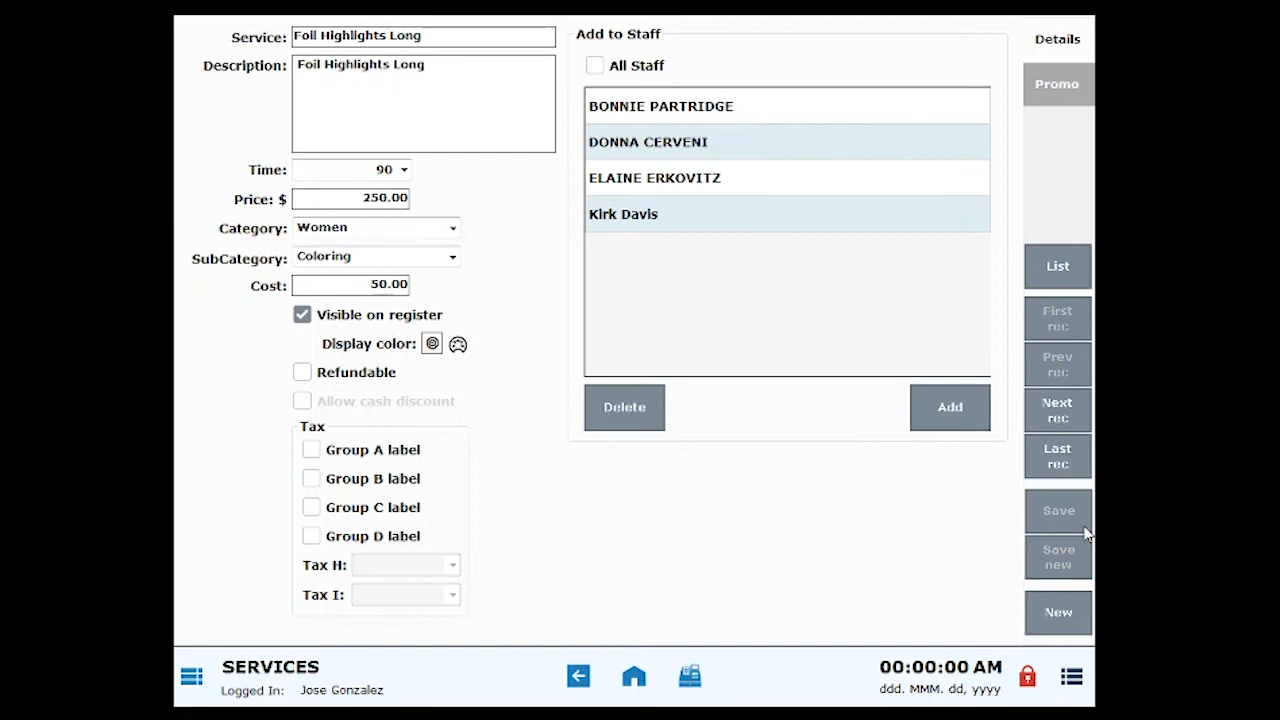 Service: Foil Highlights Long
Description: Foil Highlights Long
Time: 90
Price: $ 250.00
Category: Women
SubCategory: Coloring
Cost: 50.00
Visible on register
Display color:
Refundable
Allow cash discount
Tax
Group A label
Group B label
Group C label
Group D label
Tax H:
Tax I:
Add to Staff
All Staff
BONNIE PARTRIDGE
DONNA CERVENI
ELAINE ERKOVITZ
Kirk Davis
Delete
Add
Details
Promo
List
First
rec
Prev
rec
Next
rec
Last
rec
Save
Save
new
New
SERVICES
Logged In: Jose Gonzalez
00:00:00 AM
ddd. MMM. dd, yyyy